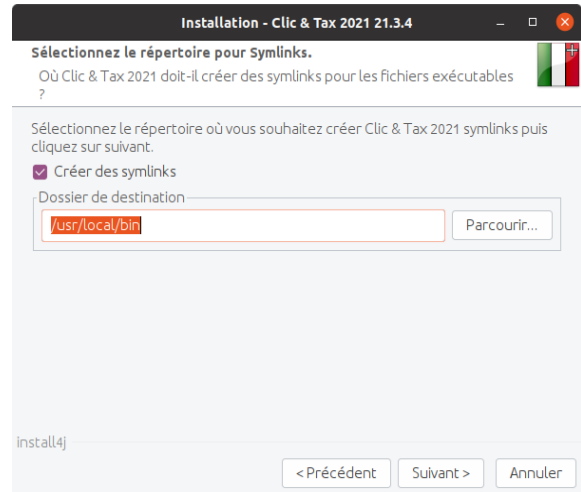 Installation - Clic & Tax 2021 21.3.4
Sélectionnez le répertoire pour Symlinks.
Où Clic & Tax 2021 doit-il créer des symlinks pour les fichiers exécutables
?
Sélectionnez le répertoire où vous souhaitez créer Clic & Tax 2021 symlinks puis
cliquez sur suivant.
Créer des symlinks
Dossier de destination
/usr/local/bin
Parcourir...
install4j
< Précédent
Suivant >
Annuler